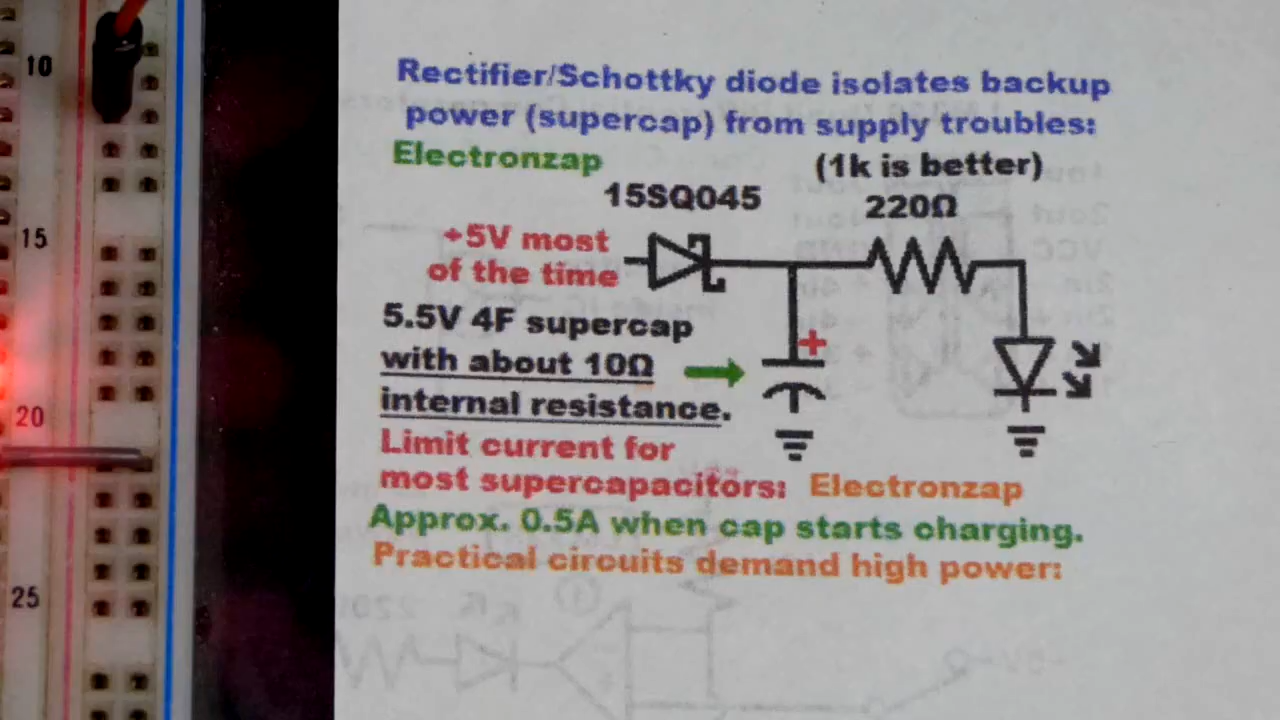 Rectifier/Schottky diode isolates backup
power (supercap) from supply troubles:
Electronzap
(1k is better)
15SQ045
220Ω
+5V most
of the time
5.5V 4F supercap
with about 10Ω
internal resistance.
+
Limit current for
most supercapacitors:
Electronzap
Approx. 0.5A when cap starts charging.
Practical circuits demand high power:
10
15
20
25